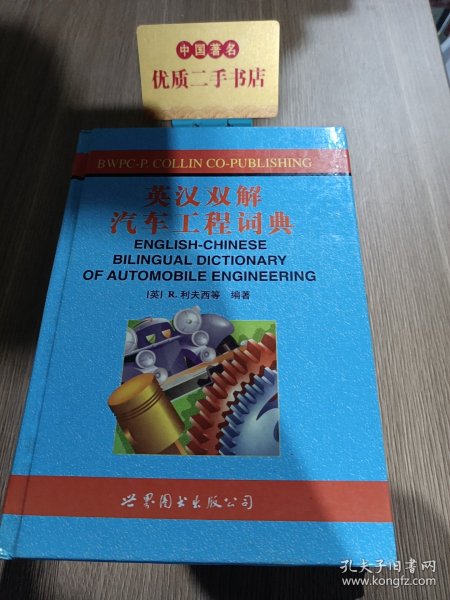 中国著名
优质二手书店
BWPC-P. COLLIN CO-PUBLISHING
英汉双解
汽车工程词典
ENGLISH-CHINESE
BILINGUAL DICTIONARY
OF AUTOMOBILE ENGINEERING
[英] R. 利夫西等 编著
世界图书出版公司
孔夫子旧书网
www.kongfz.com